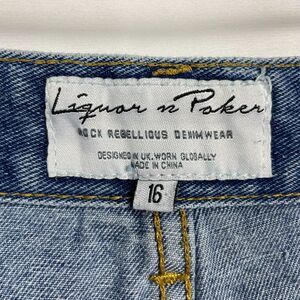 Liquor n Poker
ROCK REBELLIOUS DENIMWEAR
DESIGNED IN UK. WORN GLOBALLY
MADE IN CHINA
16